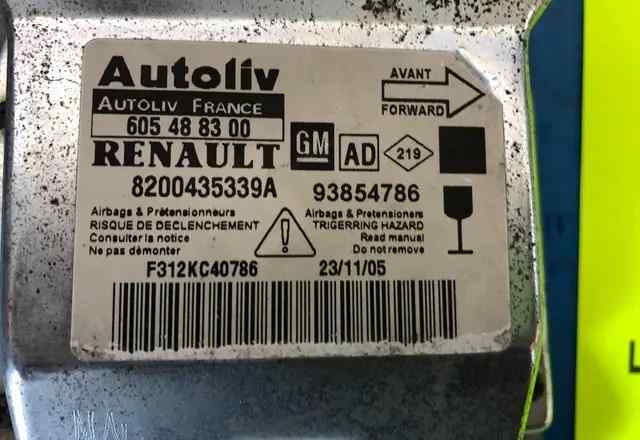 Autoliv
AUTOLIV FRANCE
605 48 83 00
RENAULT
GM
AD
219
AVANT
FORWARD
8200435339A
93854786
Airbags & Prétensionneurs
RISQUE DE DECLENCHEMENT
Consulter la notice
Ne pas démonter
Airbags & Pretensioners
TRIGERRING HAZARD
Read manual
Do not remove
F312KC40786
23/11/05
L